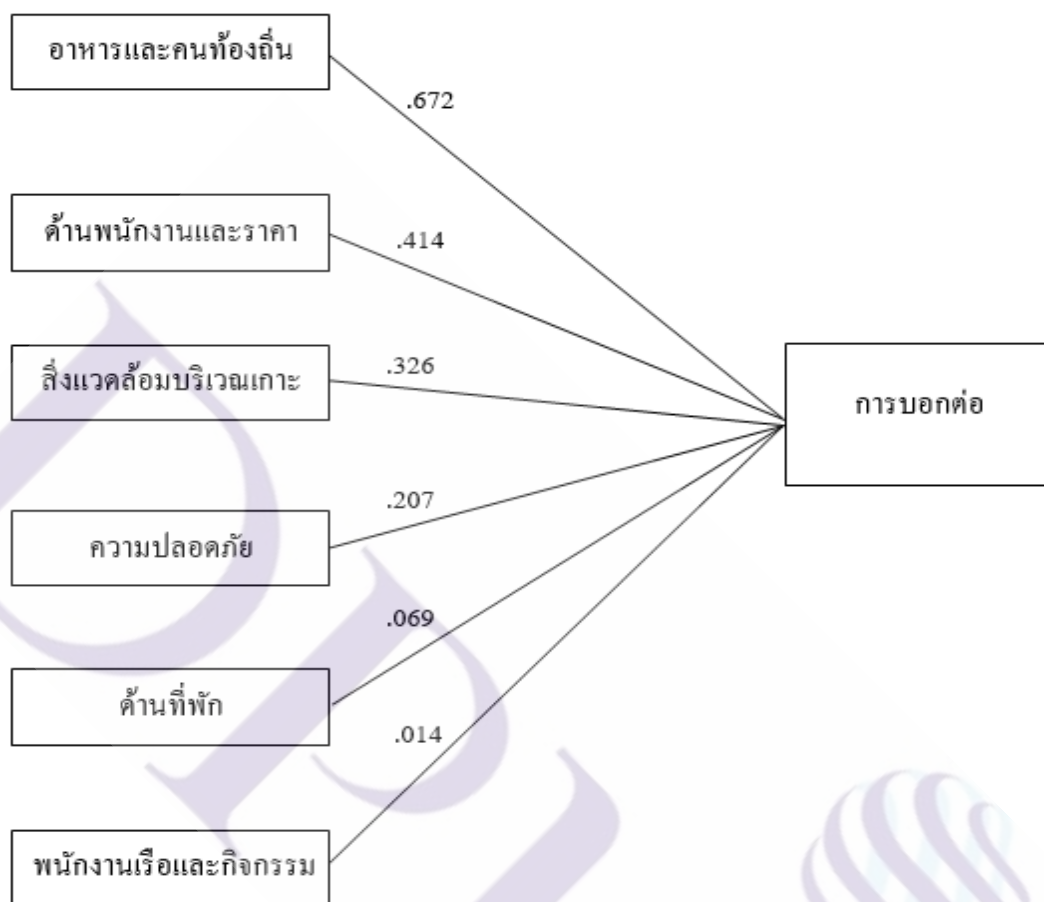 อาหารและคนท้องถิ่น
.672
ด้านพนักงานและราคา
.414
สิ่งแวดล้อมบริเวณเกาะ
.326
การบอกต่อ
.207
ความปลอดภัย
.069
ด้านที่พัก
.014
พนักงานเรือและกิจกรรม